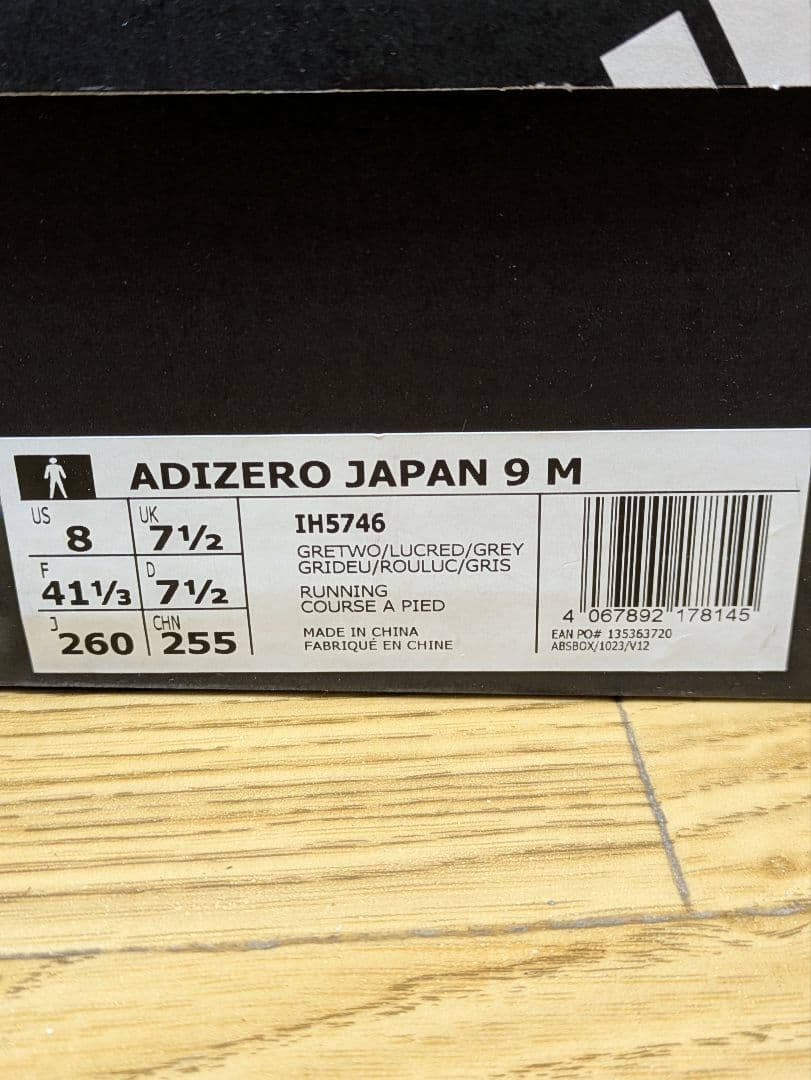 ADIZERO JAPAN 9 M
US 8
UK 7½
F 41⅓
D 7½
J 260
CHN 255
IH5746
GRETWO/LUCRED/GREY
GRIDEU/ROULUC/GRIS
RUNNING
COURSE A PIED
MADE IN CHINA
FABRIQUÉ EN CHINE
4 067892 178145
EAN PO# 135363720
ABSBOX/1023/V12